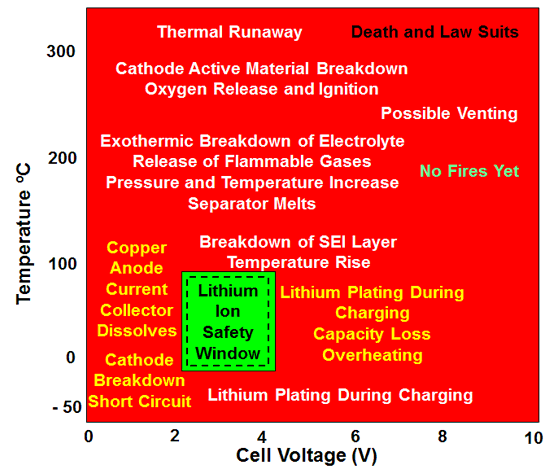 Thermal Runaway
Death and Law Suits
Cathode Active Material Breakdown
Oxygen Release and Ignition
Possible Venting
Exothermic Breakdown of Electrolyte
Release of Flammable Gases
Pressure and Temperature Increase
Separator Melts
No Fires Yet
Breakdown of SEI Layer
Temperature Rise
Copper
Anode
Current
Collector
Dissolves
Lithium
Ion
Safety
Window
Lithium Plating During
Charging
Capacity Loss
Overheating
Cathode
Breakdown
Short Circuit
Lithium Plating During Charging
Temperature °C
300
200
100
0
- 50
0
2
4
6
8
10
Cell Voltage (V)